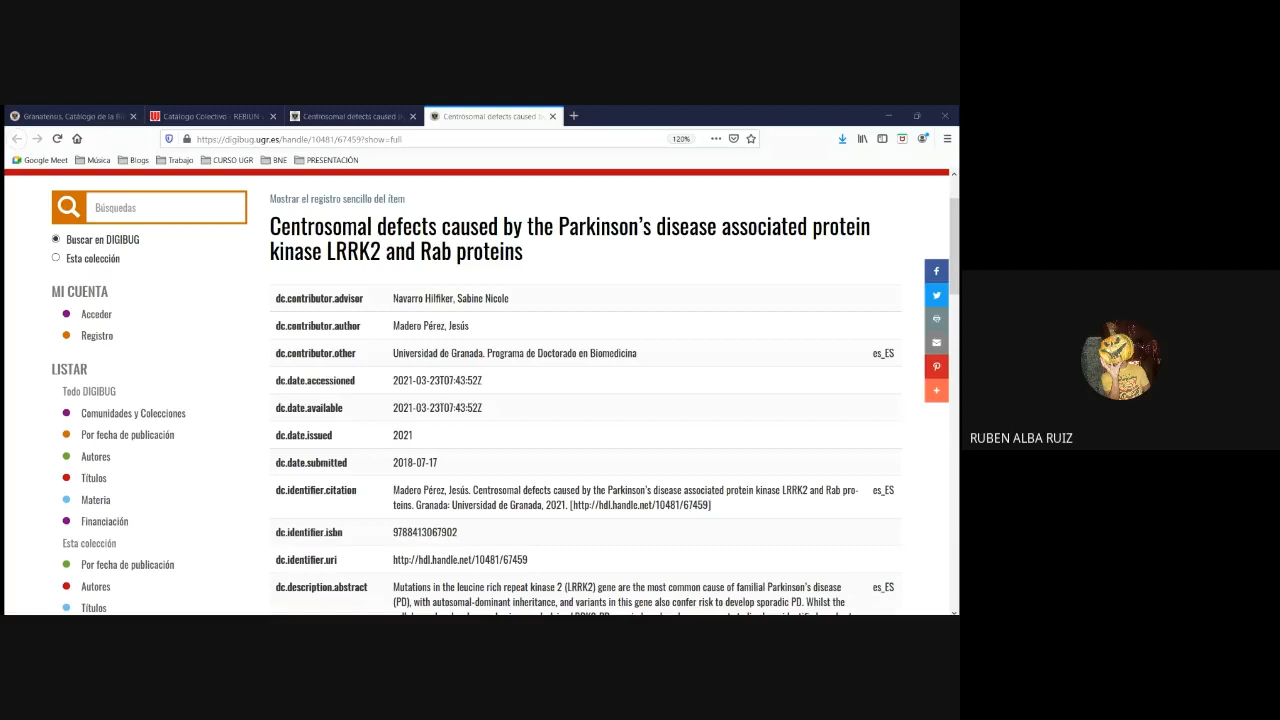 Granatensis, Catálogo de la Bi
Catálogo Colectivo - REBIUN -
Centrosomal defects caused b
Centrosomal defects caused by
https://digibug.ugr.es/handle/10481/67459?show=full
120%
Google Meet
Música
Blogs
Trabajo
CURSO UGR
BNE
PRESENTACIÓN
Búsquedas
Buscar en DIGIBUG
Esta colección
MI CUENTA
Acceder
Registro
LISTAR
Todo DIGIBUG
Comunidades y Colecciones
Por fecha de publicación
Autores
Títulos
Materia
Financiación
Esta colección
Por fecha de publicación
Autores
Títulos
Mostrar el registro sencillo del ítem
Centrosomal defects caused by the Parkinson’s disease associated protein
kinase LRRK2 and Rab proteins
dc.contributor.advisor Navarro Hilfiker, Sabine Nicole
dc.contributor.author Madero Pérez, Jesús
dc.contributor.other Universidad de Granada. Programa de Doctorado en Biomedicina es_ES
dc.date.accessioned 2021-03-23T07:43:52Z
dc.date.available 2021-03-23T07:43:52Z
dc.date.issued 2021
dc.date.submitted 2018-07-17
dc.identifier.citation Madero Pérez, Jesús. Centrosomal defects caused by the Parkinson’s disease associated protein kinase LRRK2 and Rab pro- es_ES
teins. Granada: Universidad de Granada, 2021. [http://hdl.handle.net/10481/67459]
dc.identifier.isbn 9788413067902
dc.identifier.uri http://hdl.handle.net/10481/67459
dc.description.abstract Mutations in the leucine rich repeat kinase 2 (LRRK2) gene are the most common cause of familial Parkinson’s disease es_ES
(PD), with autosomal-dominant inheritance, and variants in this gene also confer risk to develop sporadic PD. Whilst the
RUBEN ALBA RUIZ